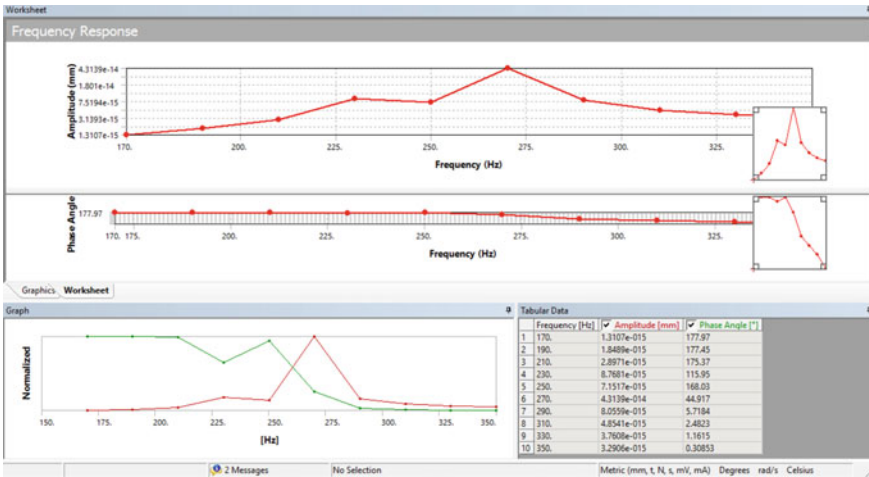 Worksheet
Frequency Response
Amplitude (mm)
4.3139e-14
1.801e-14
7.5194e-15
3.1393e-15
1.3107e-15
170. 200. 225. 250. 275. 300. 325.
Frequency (Hz)
Phase Angle
177.97
170. 175. 200. 225. 250. 275. 300. 325.
Frequency (Hz)
Graphics Worksheet
Graph
Normalized
150. 175. 200. 225. 250. 275. 300. 325. 350.
[Hz]
Tabular Data
Frequency [Hz] Amplitude [mm] Phase Angle [°]
1 170. 1.3107e-015 177.97
2 190. 1.8489e-015 177.45
3 210. 2.8971e-015 175.37
4 230. 8.7681e-015 115.95
5 250. 7.1517e-015 168.03
6 270. 4.3139e-014 44.917
7 290. 8.0559e-015 5.7184
8 310. 4.8541e-015 2.4823
9 330. 3.7608e-015 1.1615
10 350. 3.2906e-015 0.30853
2 Messages No Selection Metric (mm, t, N, s, mV, mA) Degrees rad/s Celsius